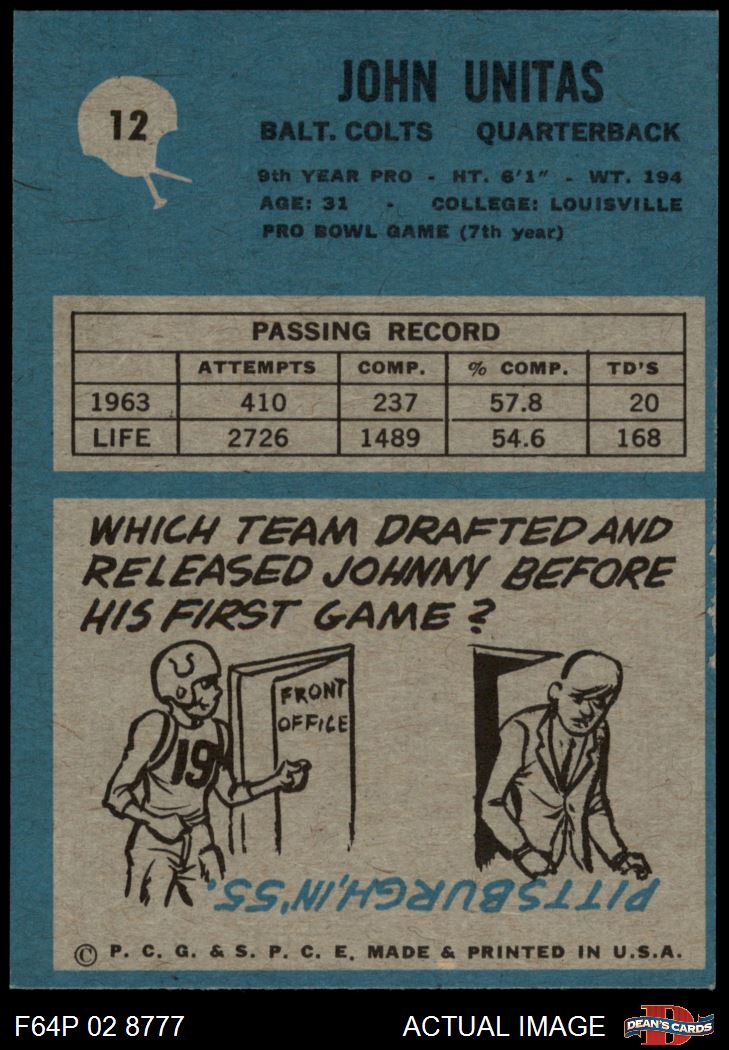 12
JOHN UNITAS
BALT. COLTS QUARTERBACK
9th YEAR PRO - HT. 6'1" - WT. 194
AGE: 31 - COLLEGE: LOUISVILLE
PRO BOWL GAME (7th year)
PASSING RECORD
ATTEMPTS COMP. % COMP. TD'S
1963 410 237 57.8 20
LIFE 2726 1489 54.6 168
WHICH TEAM DRAFTED AND
RELEASED JOHNNY BEFORE
HIS FIRST GAME?
FRONT
OFFICE
19
PITTSBURGH, IN '55.
© P. C. G. & S. P. C. E. MADE & PRINTED IN U.S.A.
F64P 02 8777 ACTUAL IMAGE D DEAN'S CARDS